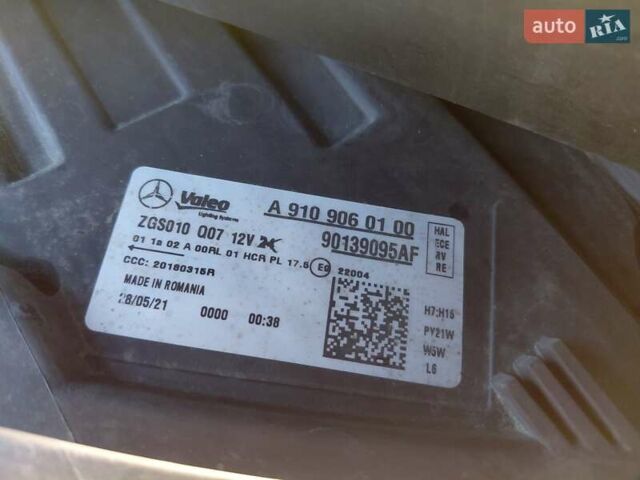 auto RIA.com
Valeo
Lighting Systems
A 910 906 01 00
ZGS010 Q07 12V
90139095AF
HAL
ECE
RV
RE
01 1a 02 A 00RL 01 HCR PL 17.5 E9 22004
CCC: 20180315R
MADE IN ROMANIA
28/05/21 0000 00:38
H7:H15
PY21W
W5W
L6